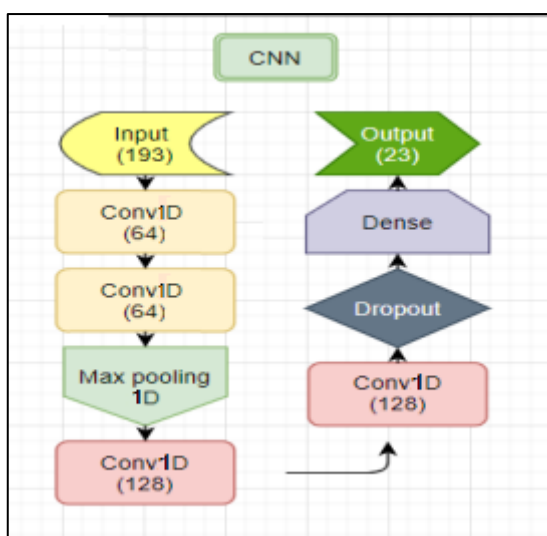 CNN
Input
(193)
Conv1D
(64)
Conv1D
(64)
Max pooling
1D
Conv1D
(128)
Conv1D
(128)
Dropout
Dense
Output
(23)